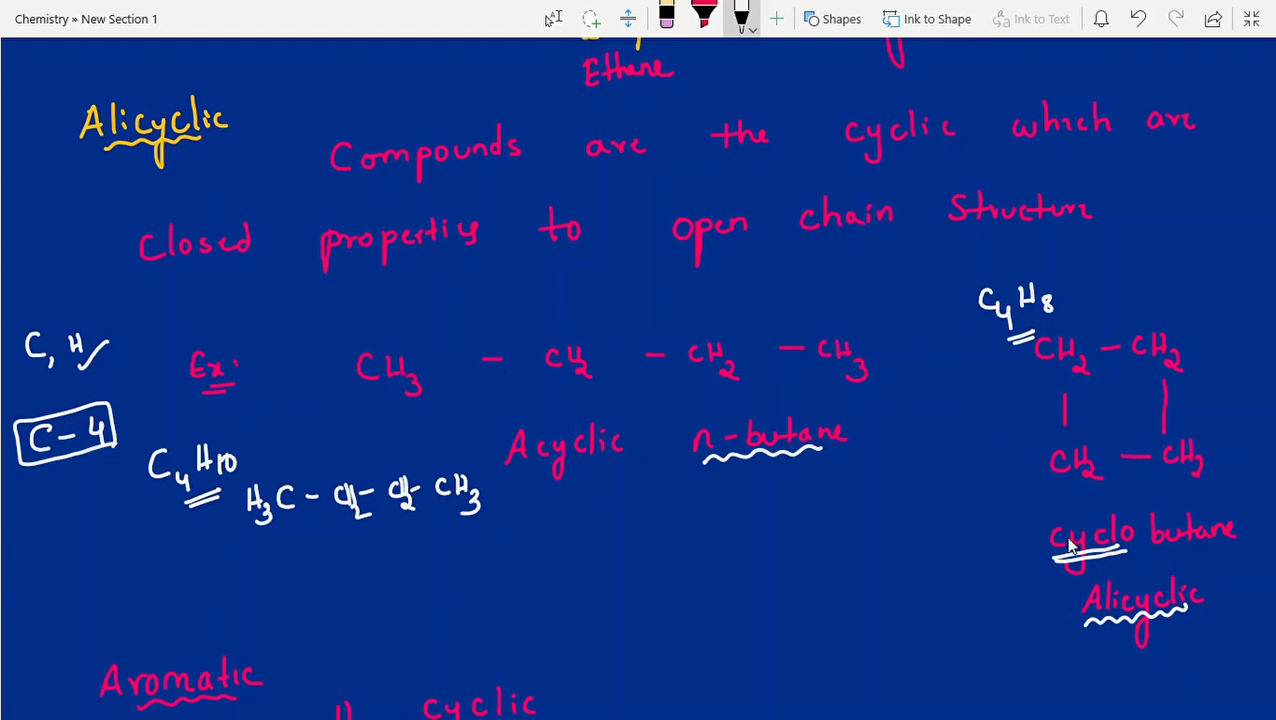 Chemistry » New Section 1
Shapes
Ink to Shape
Ink to Text
Ethane
Alicyclic
Compounds are the cyclic which are
Closed properties to open chain structure
C4H8
C, H ✓
Ex:
CH3 – CH2 – CH2 – CH3
CH2 – CH2
| |
CH2 – CH2
C – 4
Acyclic n-butane
C4H10
H3C – CH2 – CH2 – CH3
cyclo butane
Alicyclic
Aromatic
cyclic